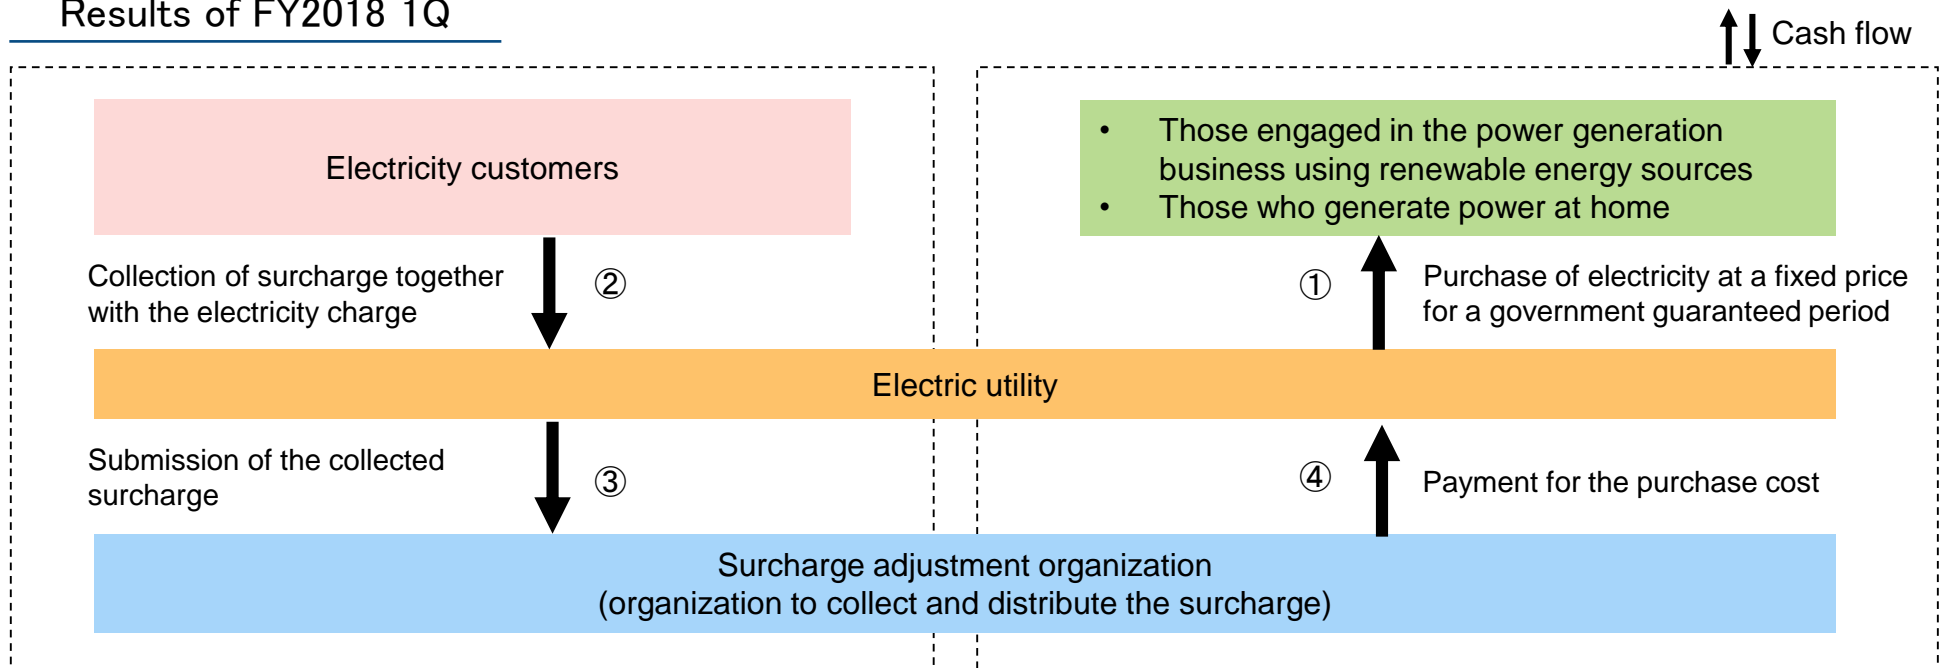 Results of FY2018 1Q
Cash flow
Electricity customers
• Those engaged in the power generation
business using renewable energy sources
• Those who generate power at home
Collection of surcharge together
with the electricity charge
②
①
Purchase of electricity at a fixed price
for a government guaranteed period
Electric utility
Submission of the collected
surcharge
③
④
Payment for the purchase cost
Surcharge adjustment organization
(organization to collect and distribute the surcharge)